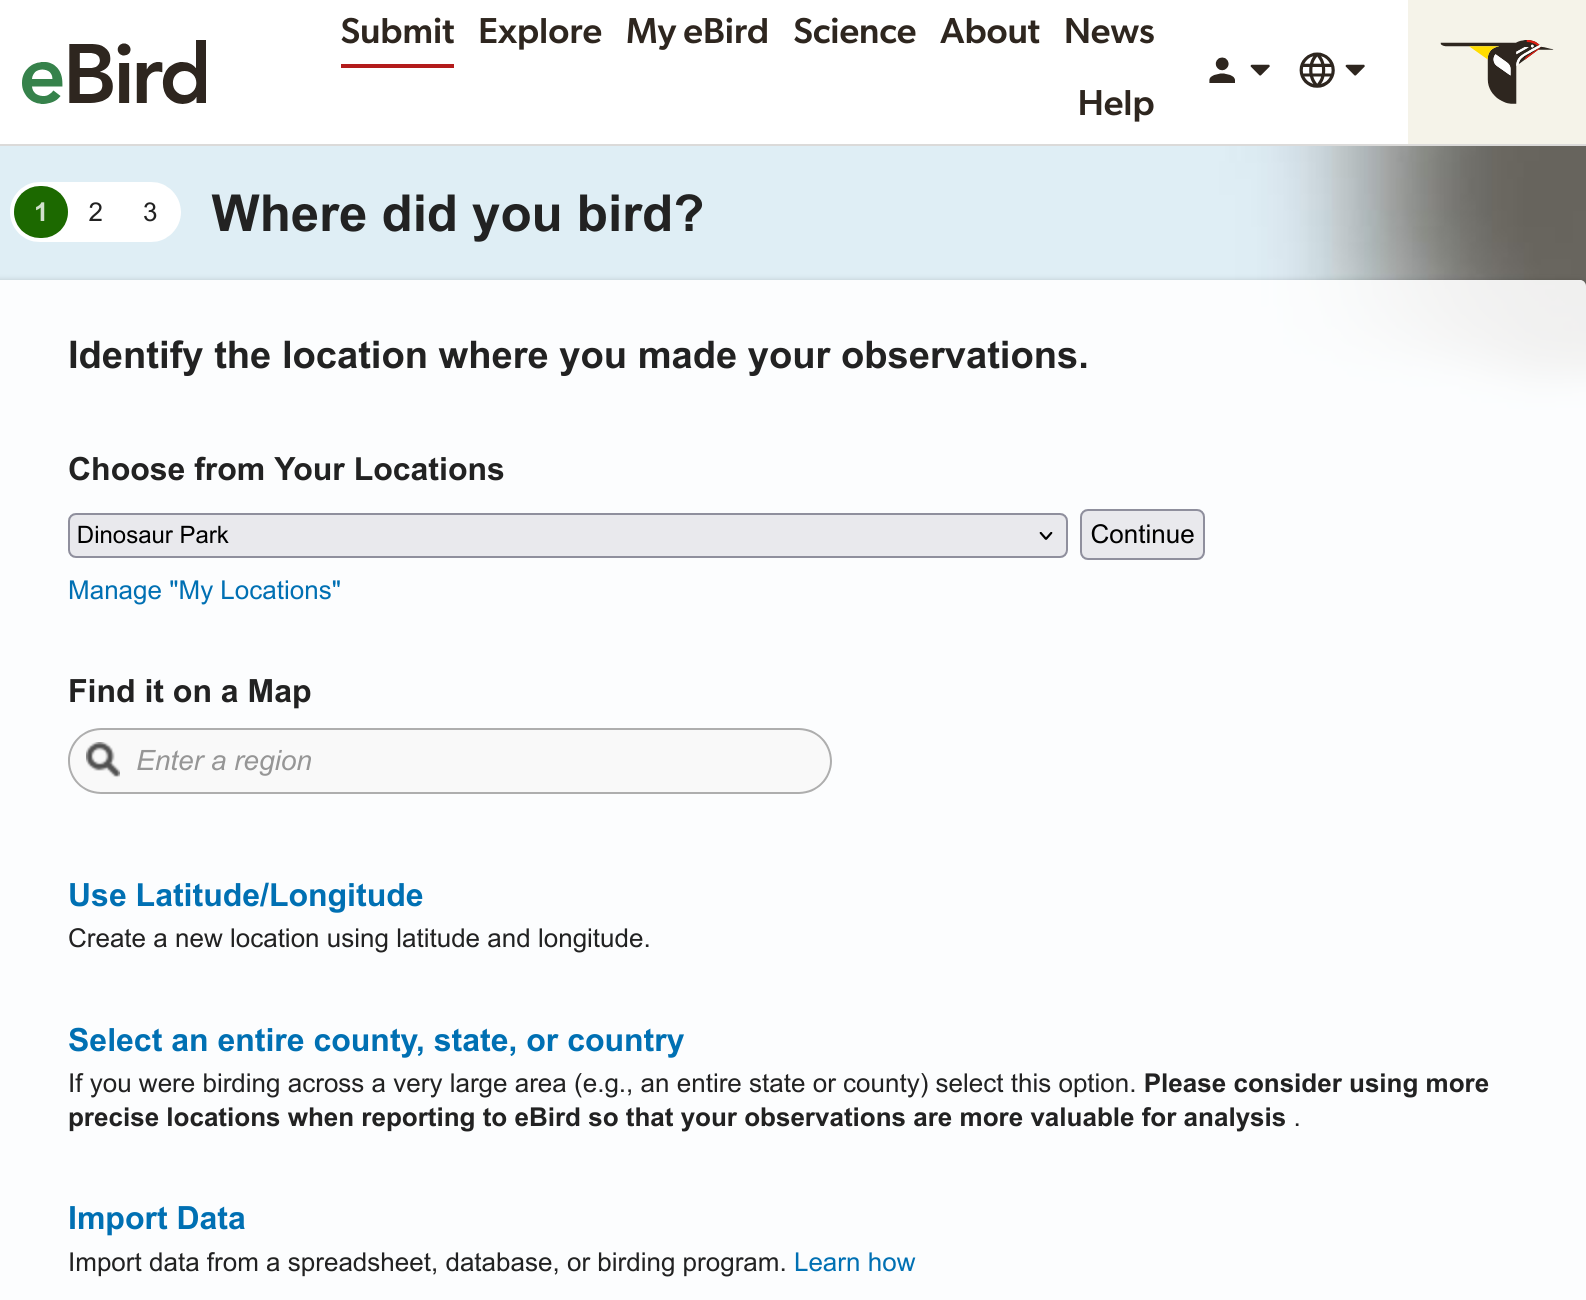 eBird
Submit Explore My eBird Science About News
Help
1 2 3 Where did you bird?
Identify the location where you made your observations.
Choose from Your Locations
Dinosaur Park Continue
Manage "My Locations"
Find it on a Map
Enter a region
Use Latitude/Longitude
Create a new location using latitude and longitude.
Select an entire county, state, or country
If you were birding across a very large area (e.g., an entire state or county) select this option. Please consider using more
precise locations when reporting to eBird so that your observations are more valuable for analysis .
Import Data
Import data from a spreadsheet, database, or birding program. Learn how